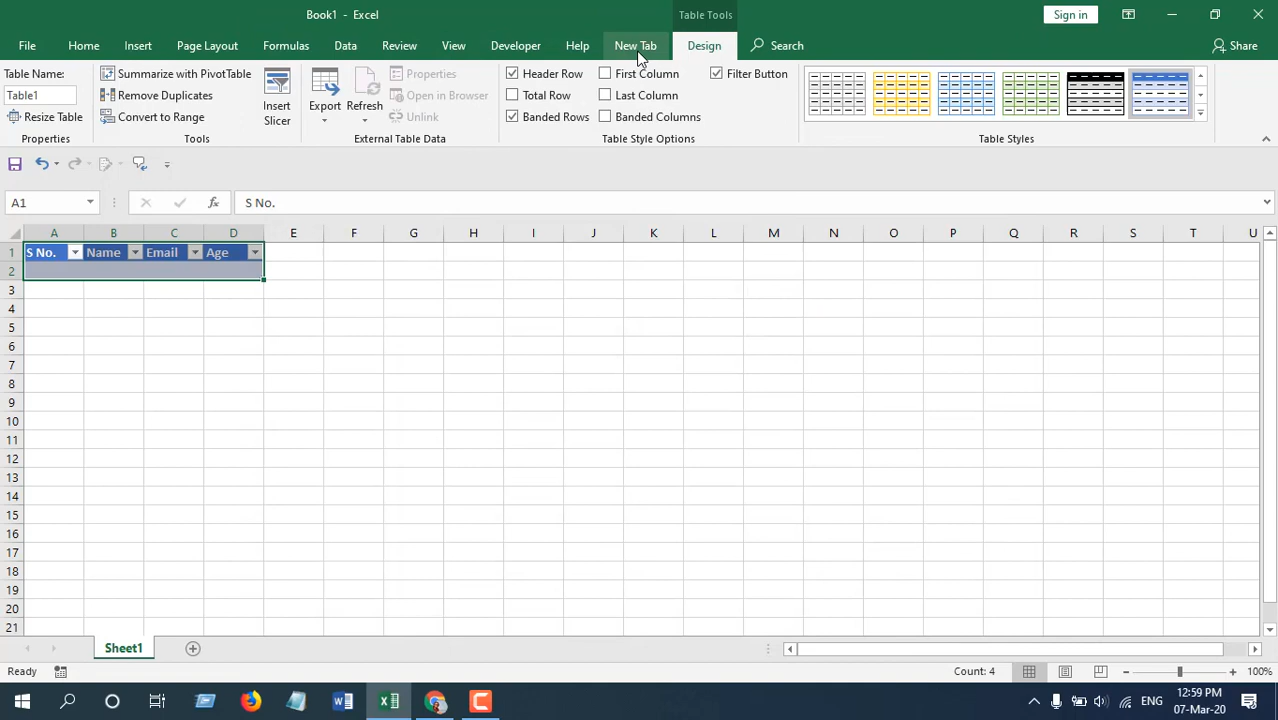 Book1 - Excel
Table Tools
Sign in
File Home Insert Page Layout Formulas Data Review View Developer Help New Tab Design Search Share
Table Name:
Table1
Resize Table
Properties
Summarize with PivotTable
Remove Duplicates
Convert to Range
Tools
Insert
Slicer
Export
Refresh
Properties
Open in Browser
Unlink
External Table Data
Header Row
Total Row
Banded Rows
First Column
Last Column
Banded Columns
Filter Button
Table Style Options
Table Styles
A1 fx S No.
A B C D E F G H I J K L M N O P Q R S T U
1 S No. Name Email Age
2
3
4
5
6
7
8
9
10
11
12
13
14
15
16
17
18
19
20
21
Sheet1
Ready Count: 4 100%
W X ENG 12:59 PM
07-Mar-20